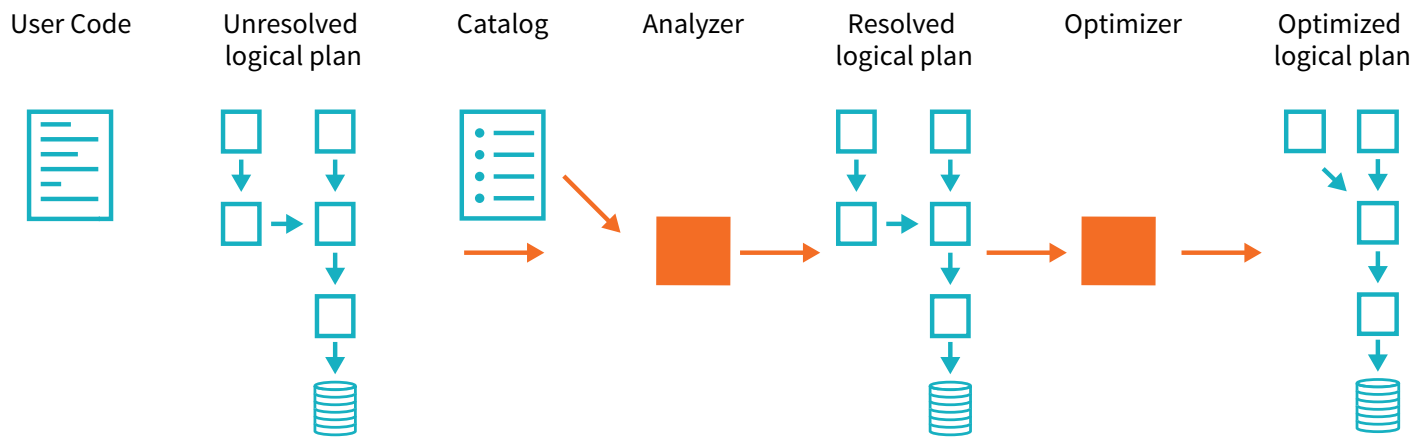 User Code
Unresolved
logical plan
Catalog
Analyzer
Resolved
logical plan
Optimizer
Optimized
logical plan